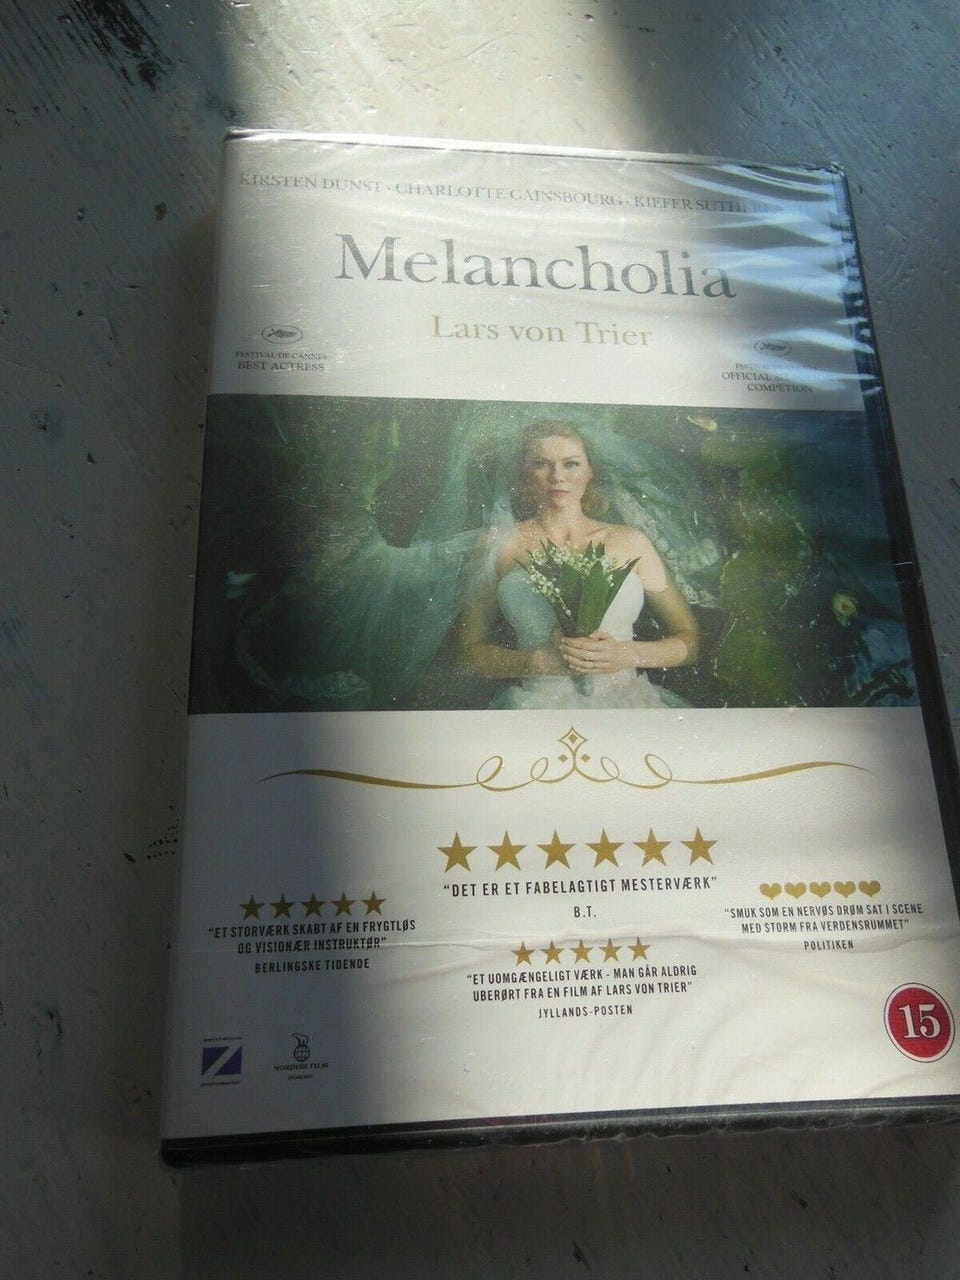 KIRSTEN DUNST · CHARLOTTE GAINSBOURG · KIEFER
Melancholia
Lars von Trier
FESTIVAL DE CANNES
BEST ACTRESS
OFFICIAL
COMPETION
★★★★★★
"DET ER ET FABELAGTIGT MESTERVÆRK"
B.T.
★★★★★
"ET STORVÆRK SKABT AF EN FRYGTLØS
OG VISIONÆR INSTRUKTØR"
BERLINGSKE TIDENDE
★★★★★
"ET UOMGÆNGELIGT VÆRK - MAN GÅR ALDRIG
UBERØRT FRA EN FILM AF LARS VON TRIER"
JYLLANDS-POSTEN
"SMUK SOM EN NERVØS DRØM SAT I SCENE
MED STORM FRA VERDENSRUMMET"
POLITIKEN
NORDISK FILM
EGMONT
15